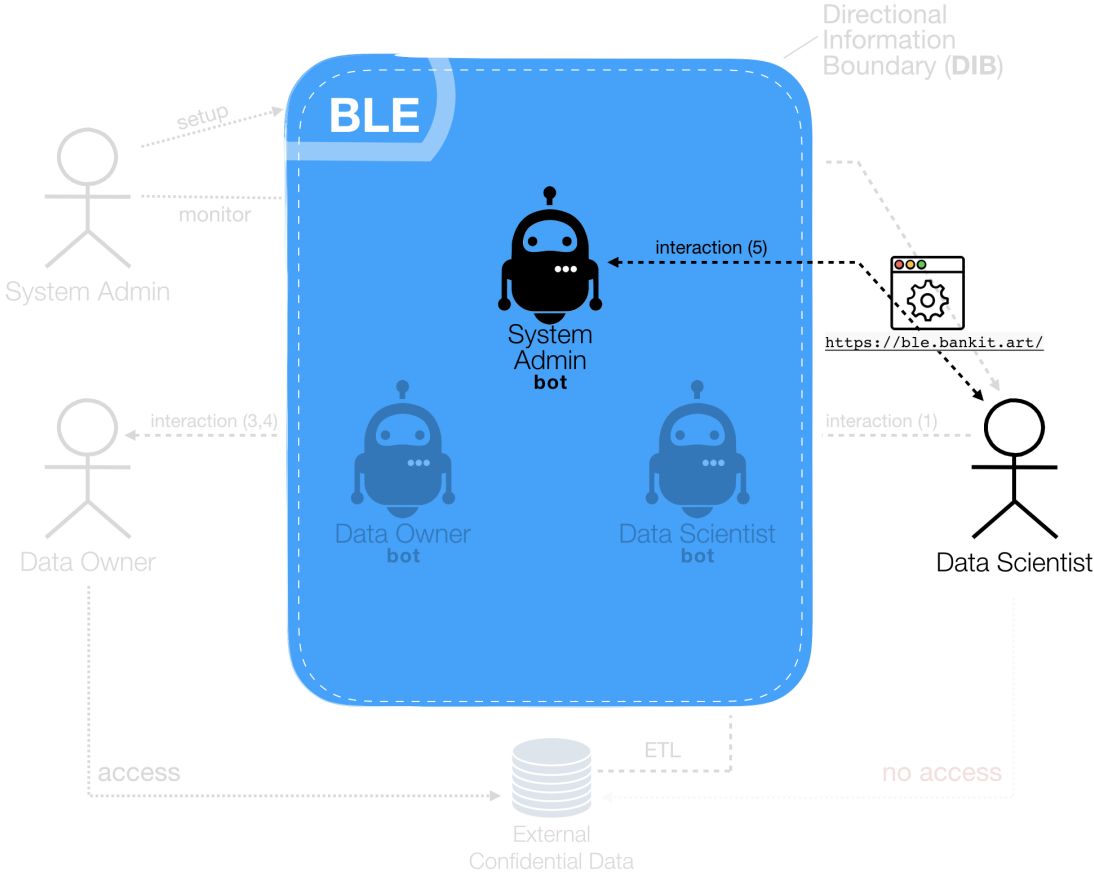 Directional
Information
Boundary (DIB)
BLE
setup
monitor
System Admin
interaction (5)
https://ble.bankit.art/
System
Admin
bot
interaction (3,4)
interaction (1)
Data Owner
bot
Data Scientist
bot
Data Owner
Data Scientist
access
ETL
no access
External
Confidential Data